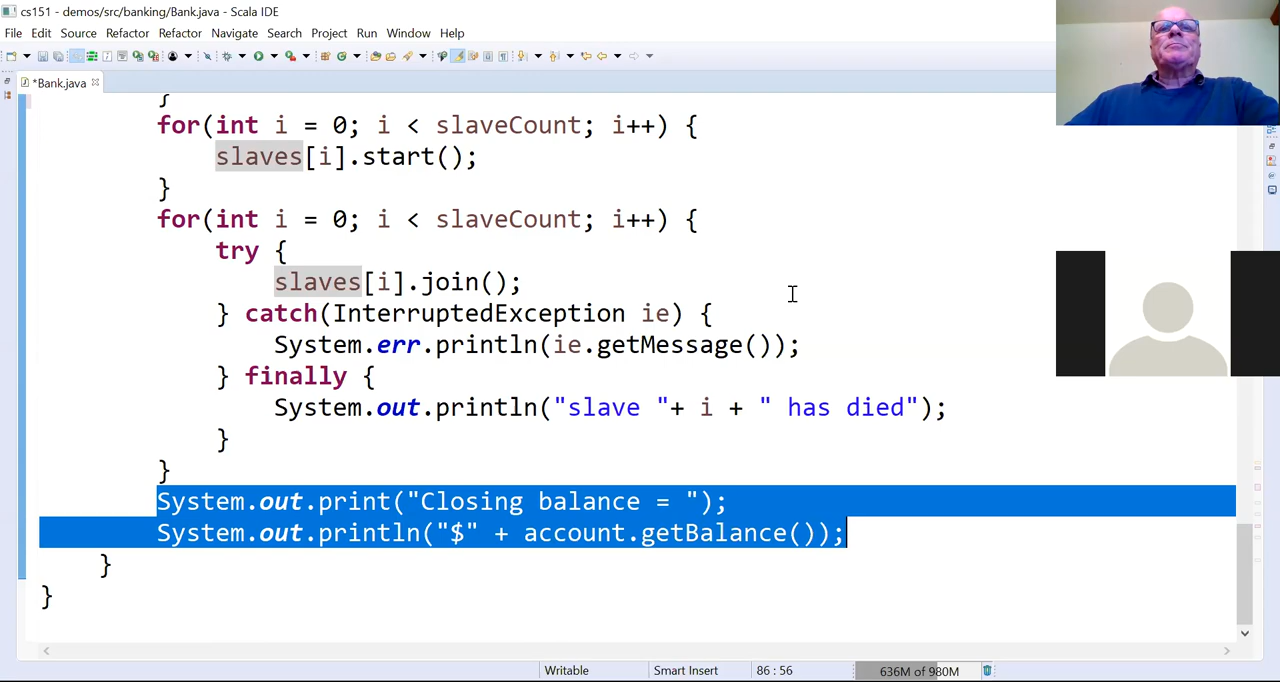 cs151 - demos/src/banking/Bank.java - Scala IDE
File Edit Source Refactor Refactor Navigate Search Project Run Window Help
*Bank.java
}
for(int i = 0; i < slaveCount; i++) {
slaves[i].start();
}
for(int i = 0; i < slaveCount; i++) {
try {
slaves[i].join();
} catch(InterruptedException ie) {
System.err.println(ie.getMessage());
} finally {
System.out.println("slave "+ i + " has died");
}
}
System.out.print("Closing balance = ");
System.out.println("$" + account.getBalance());
}
}
Writable Smart Insert 86 : 56 636M of 980M